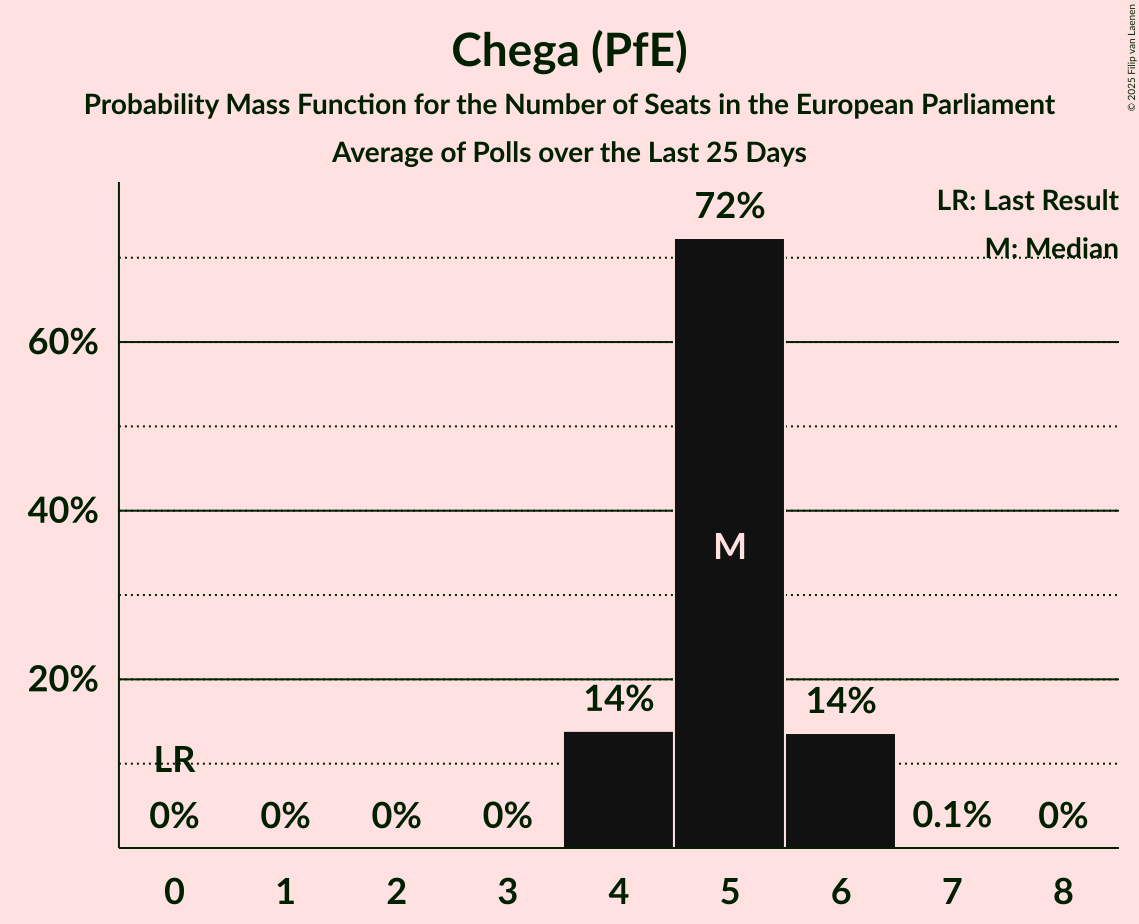 Chega (PfE)
Probability Mass Function for the Number of Seats in the European Parliament
Average of Polls over the Last 25 Days
© 2025 Filip van Laenen
LR: Last Result
M: Median
72%
60%
40%
M
20%
14%
14%
LR
0%
0%
0%
0%
0.1%
0%
0 1 2 3 4 5 6 7 8